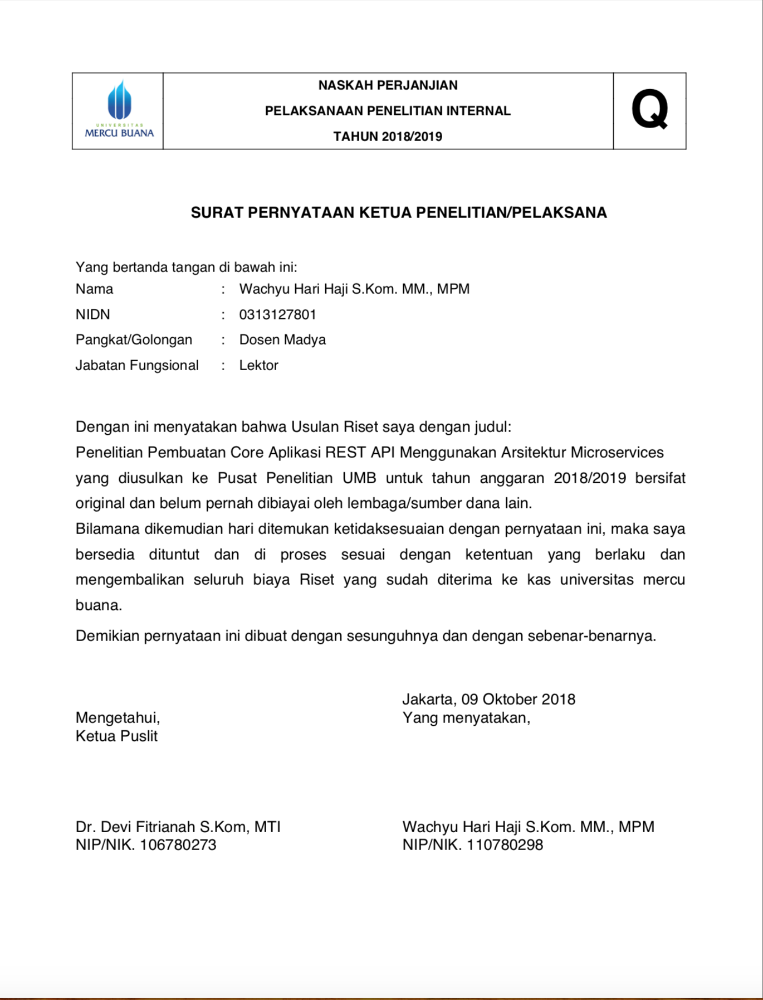 UNIVERSITAS
MERCU BUANA
NASKAH PERJANJIAN
PELAKSANAAN PENELITIAN INTERNAL
TAHUN 2018/2019
Q
SURAT PERNYATAAN KETUA PENELITIAN/PELAKSANA
Yang bertanda tangan di bawah ini:
Nama : Wachyu Hari Haji S.Kom. MM., MPM
NIDN : 0313127801
Pangkat/Golongan : Dosen Madya
Jabatan Fungsional : Lektor
Dengan ini menyatakan bahwa Usulan Riset saya dengan judul:
Penelitian Pembuatan Core Aplikasi REST API Menggunakan Arsitektur Microservices
yang diusulkan ke Pusat Penelitian UMB untuk tahun anggaran 2018/2019 bersifat
original dan belum pernah dibiayai oleh lembaga/sumber dana lain.
Bilamana dikemudian hari ditemukan ketidaksesuaian dengan pernyataan ini, maka saya
bersedia dituntut dan di proses sesuai dengan ketentuan yang berlaku dan
mengembalikan seluruh biaya Riset yang sudah diterima ke kas universitas mercu
buana.
Demikian pernyataan ini dibuat dengan sesunguhnya dan dengan sebenar-benarnya.
Jakarta, 09 Oktober 2018
Mengetahui, Yang menyatakan,
Ketua Puslit
Dr. Devi Fitrianah S.Kom, MTI Wachyu Hari Haji S.Kom. MM., MPM
NIP/NIK. 106780273 NIP/NIK. 110780298